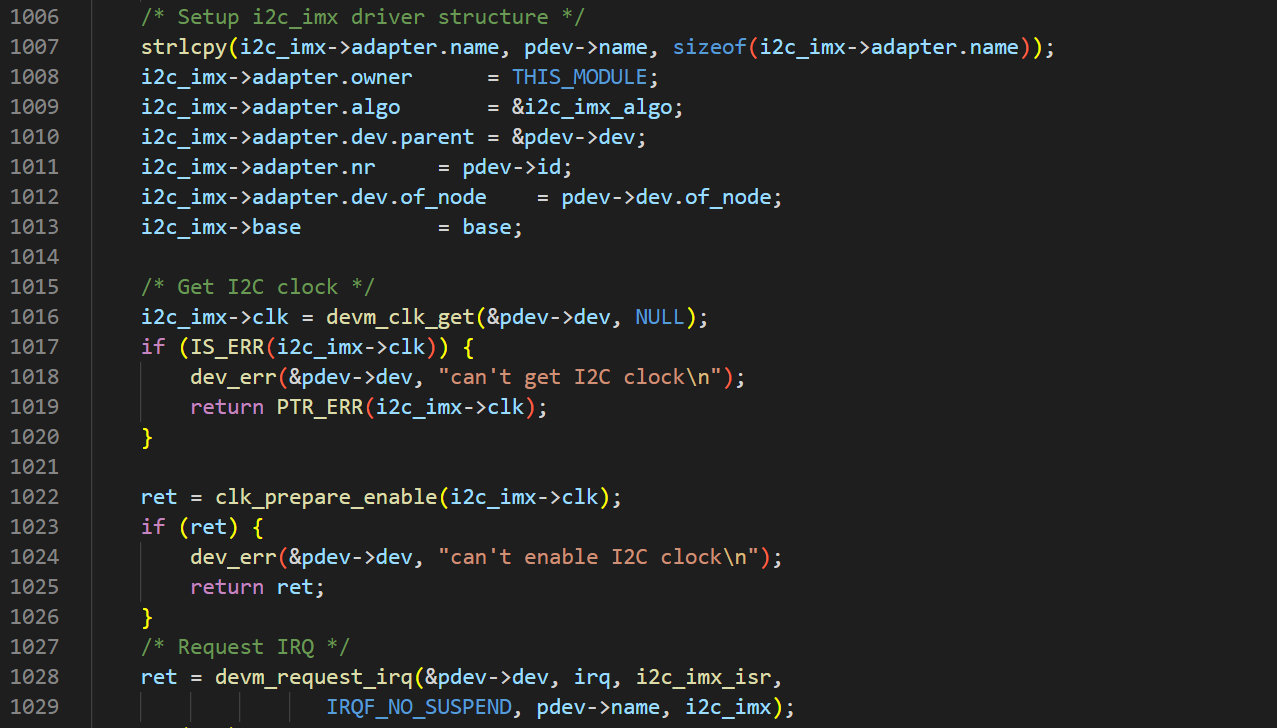 1006 /* Setup i2c_imx driver structure */
1007 strlcpy(i2c_imx->adapter.name, pdev->name, sizeof(i2c_imx->adapter.name));
1008 i2c_imx->adapter.owner = THIS_MODULE;
1009 i2c_imx->adapter.algo = &i2c_imx_algo;
1010 i2c_imx->adapter.dev.parent = &pdev->dev;
1011 i2c_imx->adapter.nr = pdev->id;
1012 i2c_imx->adapter.dev.of_node = pdev->dev.of_node;
1013 i2c_imx->base = base;
1014
1015 /* Get I2C clock */
1016 i2c_imx->clk = devm_clk_get(&pdev->dev, NULL);
1017 if (IS_ERR(i2c_imx->clk)) {
1018 dev_err(&pdev->dev, "can't get I2C clock\n");
1019 return PTR_ERR(i2c_imx->clk);
1020 }
1021
1022 ret = clk_prepare_enable(i2c_imx->clk);
1023 if (ret) {
1024 dev_err(&pdev->dev, "can't enable I2C clock\n");
1025 return ret;
1026 }
1027 /* Request IRQ */
1028 ret = devm_request_irq(&pdev->dev, irq, i2c_imx_isr,
1029 IRQF_NO_SUSPEND, pdev->name, i2c_imx);